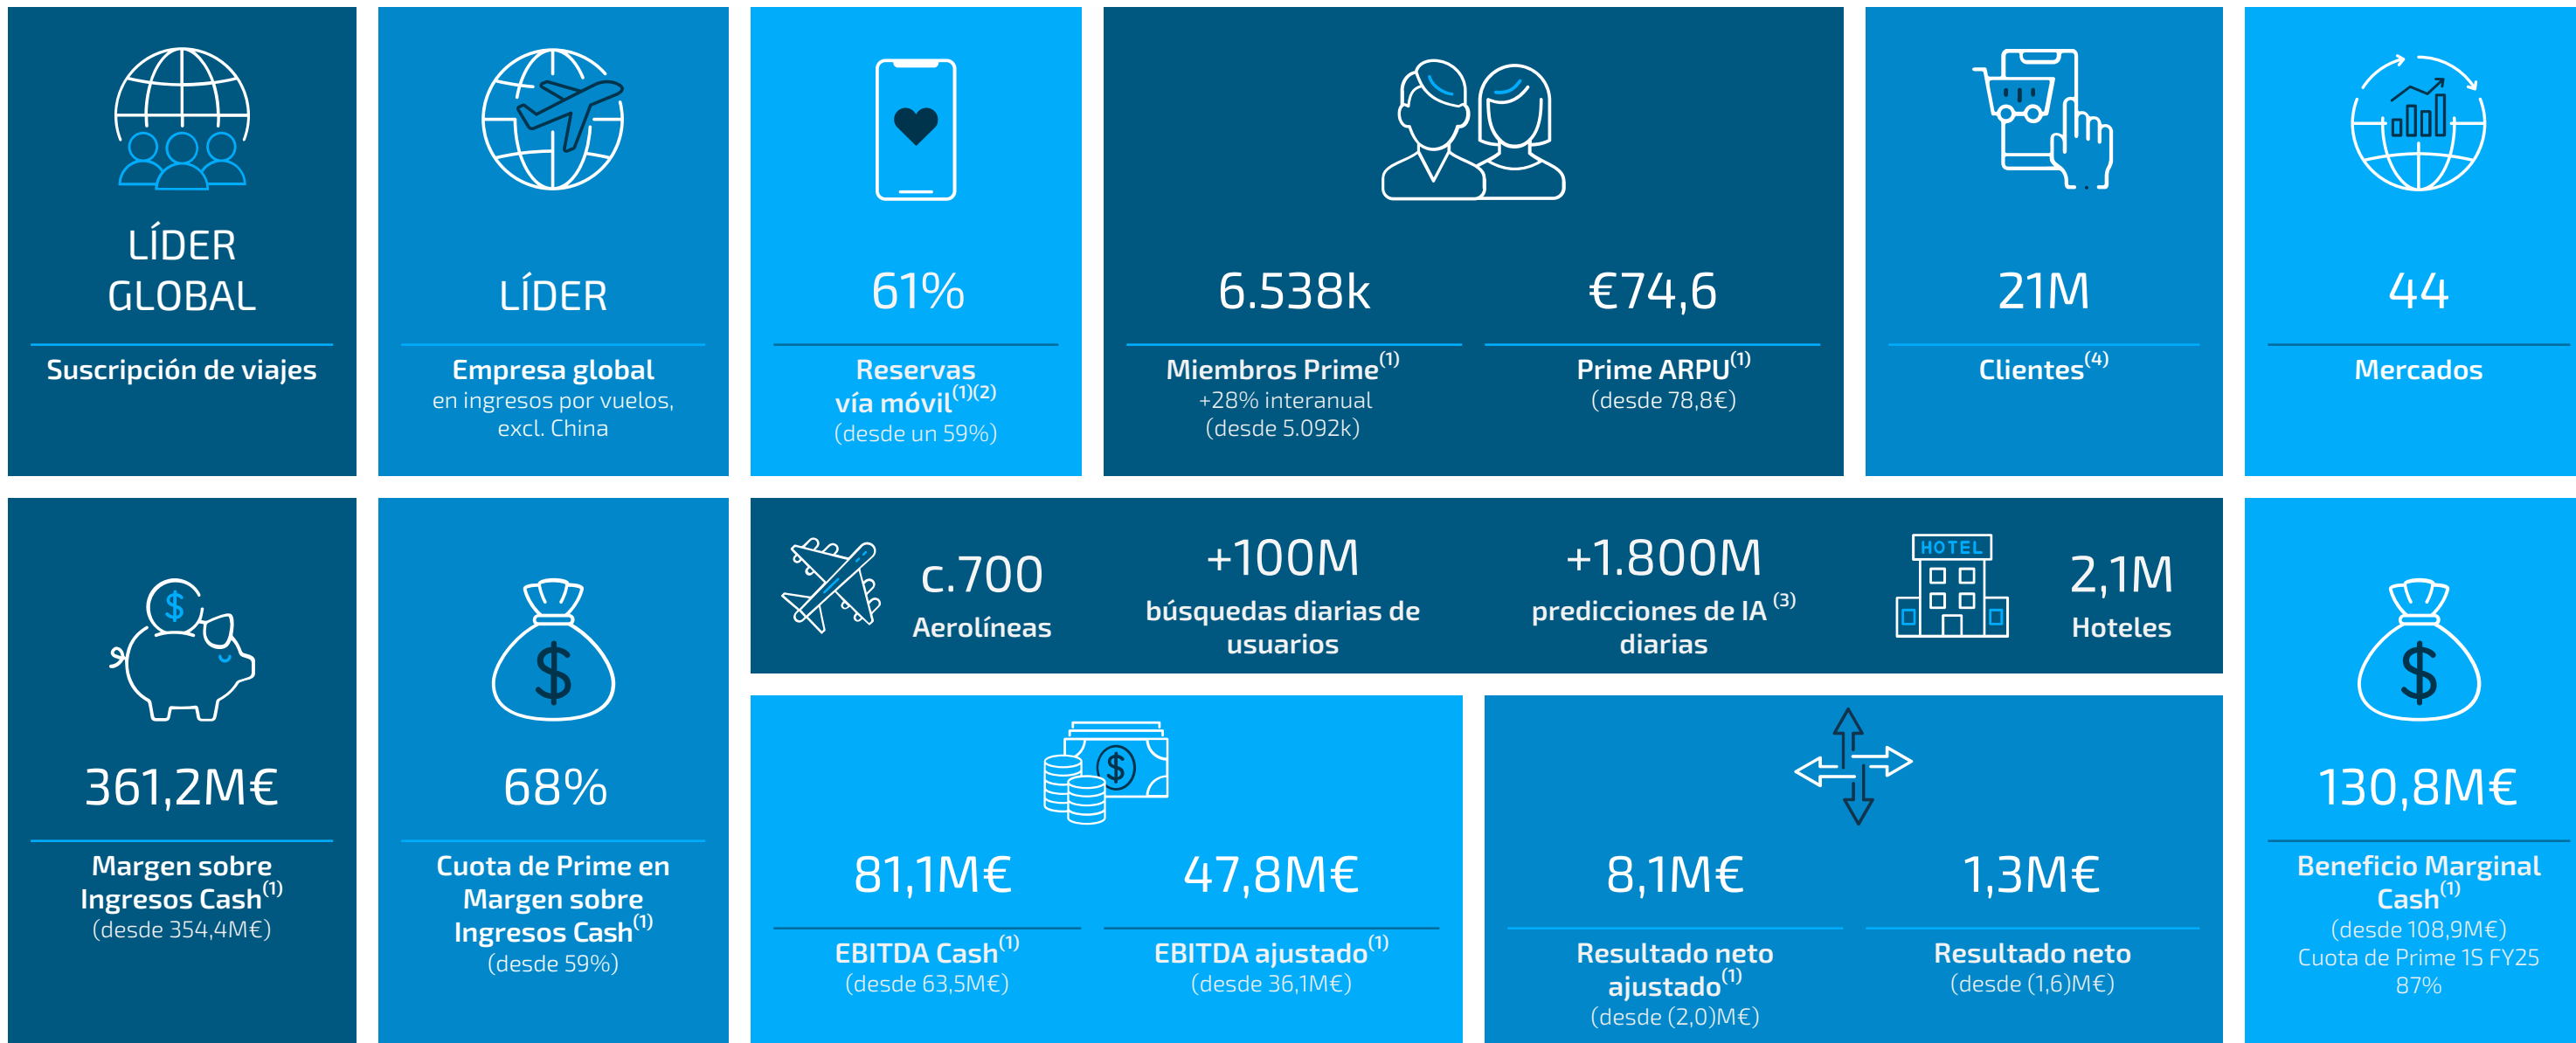 LÍDER
GLOBAL
Suscripción de viajes
LÍDER
Empresa global
en ingresos por vuelos,
excl. China
61%
Reservas
vía móvil(1)(2)
(desde un 59%)
6.538k
Miembros Prime(1)
+28% interanual
(desde 5.092k)
€74,6
Prime ARPU(1)
(desde 78,8€)
21M
Clientes(4)
44
Mercados
361,2M€
Margen sobre
Ingresos Cash(1)
(desde 354,4M€)
68%
Cuota de Prime en
Margen sobre
Ingresos Cash(1)
(desde 59%)
c.700
Aerolíneas
+100M
búsquedas diarias de
usuarios
+1.800M
predicciones de IA (3)
diarias
HOTEL
2,1M
Hoteles
81,1M€
EBITDA Cash(1)
(desde 63,5M€)
47,8M€
EBITDA ajustado(1)
(desde 36,1M€)
8,1M€
Resultado neto
ajustado(1)
(desde (2,0)M€)
1,3M€
Resultado neto
(desde (1,6)M€)
130,8M€
Beneficio Marginal
Cash(1)
(desde 108,9M€)
Cuota de Prime 1S FY25
87%